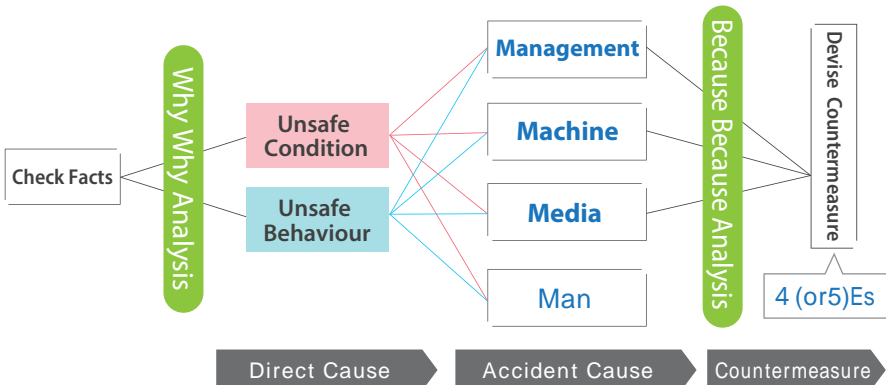 Check Facts
Why Why Analysis
Unsafe
Condition
Unsafe
Behaviour
Management
Machine
Media
Man
Because Because Analysis
Devise Countermeasure
4 (or5)Es
Direct Cause
Accident Cause
Countermeasure